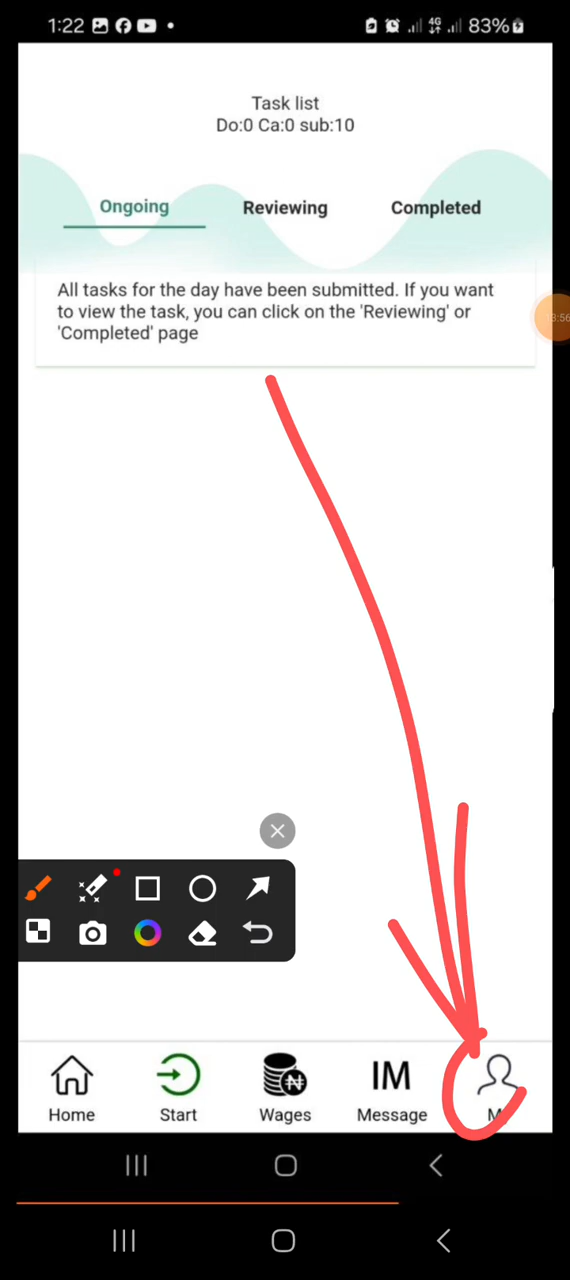 1:22
4G
83%
Task list
Do:0 Ca:0 sub:10
Ongoing
Reviewing
Completed
All tasks for the day have been submitted. If you want
to view the task, you can click on the 'Reviewing' or
'Completed' page
IM
Home
Start
Wages
Message